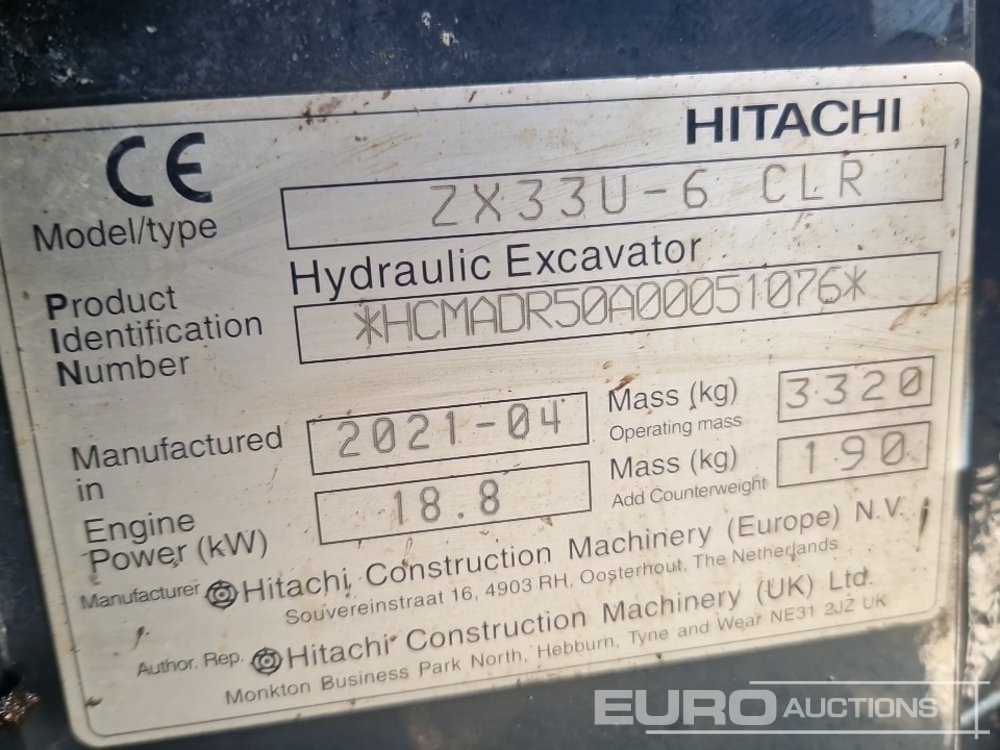 CE
HITACHI
Model/type ZX33U-6 CLR
Hydraulic Excavator
Product
Identification
Number
*HCMADR50A00051076*
Manufactured
in
2021-04
Mass (kg)
Operating mass
3320
Engine
Power (kW)
18.8
Mass (kg)
Add Counterweight
190
Manufacturer Hitachi Construction Machinery (Europe) N.V.
Souvereinstraat 16, 4903 RH, Oosterhout, The Netherlands
Author. Rep. Hitachi Construction Machinery (UK) Ltd.
Monkton Business Park North, Hebburn, Tyne and Wear NE31 2JZ UK
EURO AUCTIONS